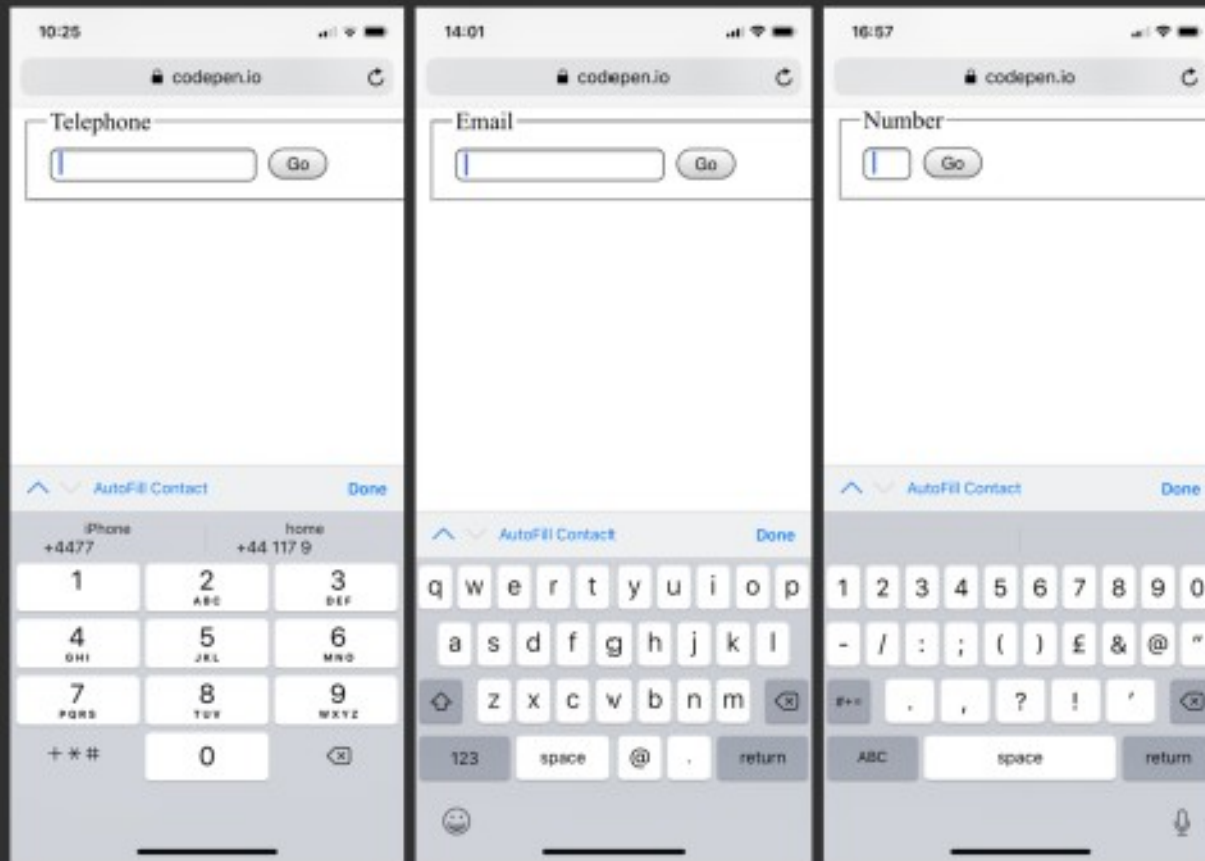 10:25
codepen.io
Telephone
Go
AutoFill Contact
Done
iPhone
home
+4477
+44 117 9
1
2
3
ABC
DEF
4
5
6
GHI
JKL
MNO
7
8
9
PQRS
TUV
WXYZ
+*#
0
14:01
codepen.io
Email
Go
AutoFill Contact
Done
q w e r t y u i o p
a s d f g h j k l
z x c v b n m
123
space
@
.
return
16:57
codepen.io
Number
Go
AutoFill Contact
Done
1 2 3 4 5 6 7 8 9 0
- / : ; ( ) £ & @ "
#+= . , ? ! '
ABC
space
return